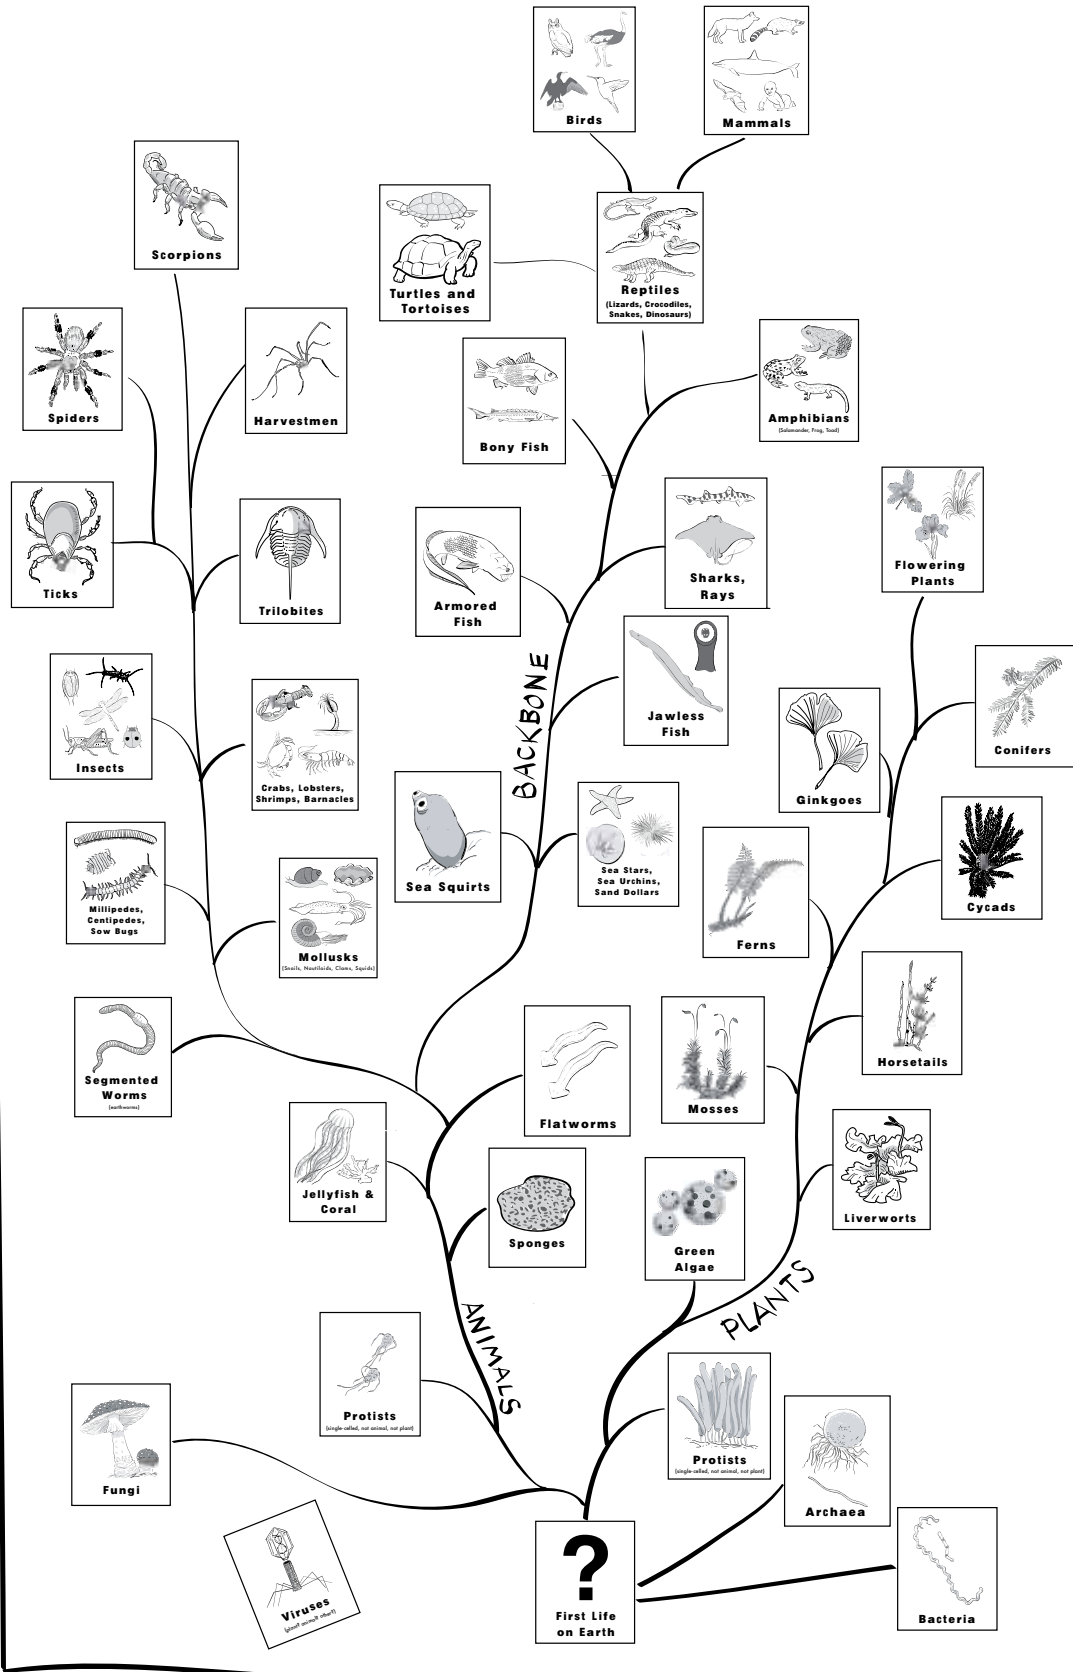 Birds
Mammals
Scorpions
Turtles and
Tortoises
Reptiles
(Lizards, Crocodiles,
Snakes, Dinosaurs)
Spiders
Harvestmen
Bony Fish
Amphibians
(Salamander, Frog, Toad)
Ticks
Trilobites
Armored
Fish
Sharks,
Rays
Flowering
Plants
BACKBONE
Jawless
Fish
Insects
Crabs, Lobsters,
Shrimps, Barnacles
Ginkgoes
Conifers
Sea Squirts
Sea Stars,
Sea Urchins,
Sand Dollars
Cycads
Millipedes,
Centipedes,
Sow Bugs
Mollusks
(Snails, Nautiloids, Clams, Squids)
Ferns
Segmented
Worms
(earthworms)
Flatworms
Mosses
Horsetails
Jellyfish &
Coral
Sponges
Green
Algae
Liverworts
ANIMALS
PLANTS
Protists
(single-celled, not animal, not plant)
Protists
(single-celled, not animal, not plant)
Fungi
Archaea
Viruses
(plant? animal? other?)
?
First Life
on Earth
Bacteria